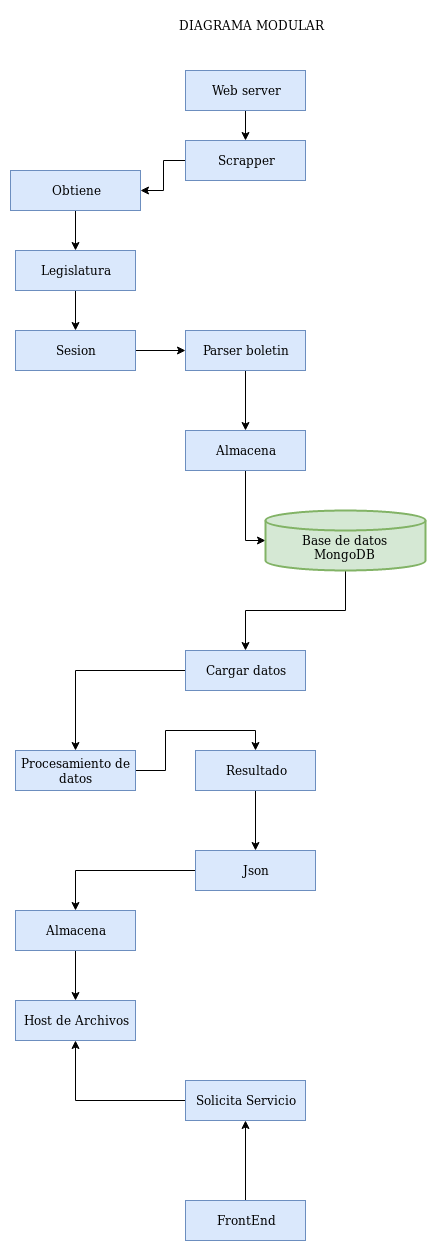 DIAGRAMA MODULAR
Web server
Scrapper
Obtiene
Legislatura
Sesion
Parser boletin
Almacena
Base de datos
MongoDB
Cargar datos
Procesamiento de
datos
Resultado
Json
Almacena
Host de Archivos
Solicita Servicio
FrontEnd